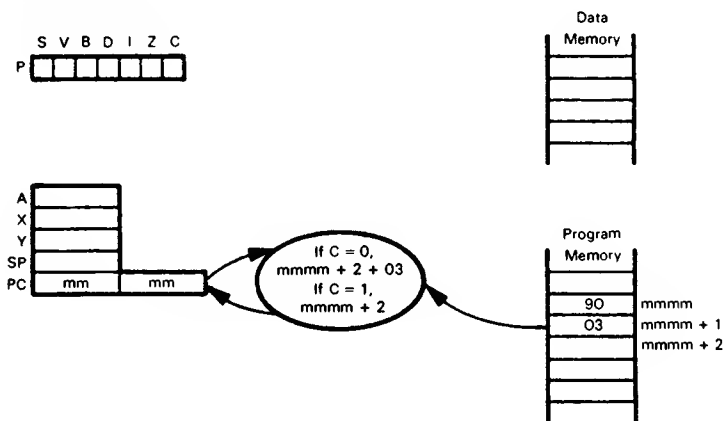 S V B D I Z C
P
Data
Memory
A
X
Y
SP
PC mm mm
If C = 0,
mmmm + 2 + 03
If C = 1,
mmmm + 2
Program
Memory
90 mmmm
03 mmmm + 1
mmmm + 2